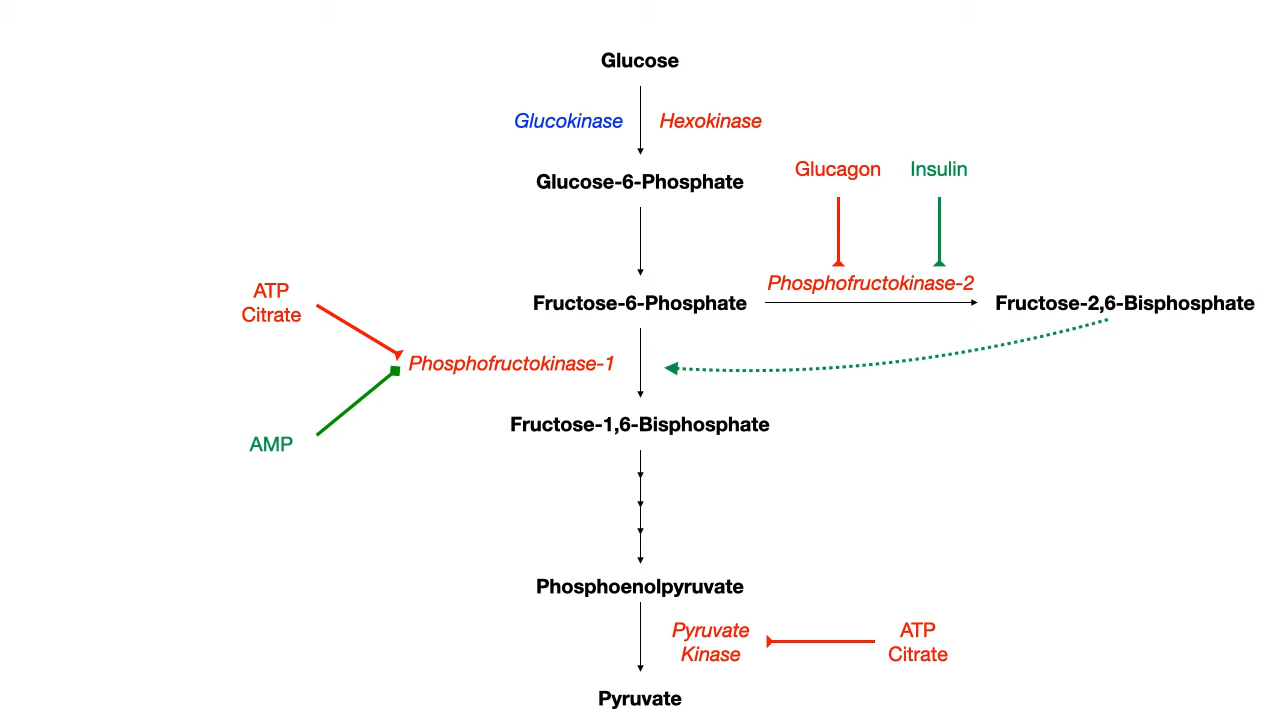 Glucose
Glucokinase
Hexokinase
Glucagon
Insulin
Glucose-6-Phosphate
Phosphofructokinase-2
ATP
Citrate
Fructose-6-Phosphate
Fructose-2,6-Bisphosphate
Phosphofructokinase-1
Fructose-1,6-Bisphosphate
AMP
Phosphoenolpyruvate
Pyruvate
Kinase
ATP
Citrate
Pyruvate